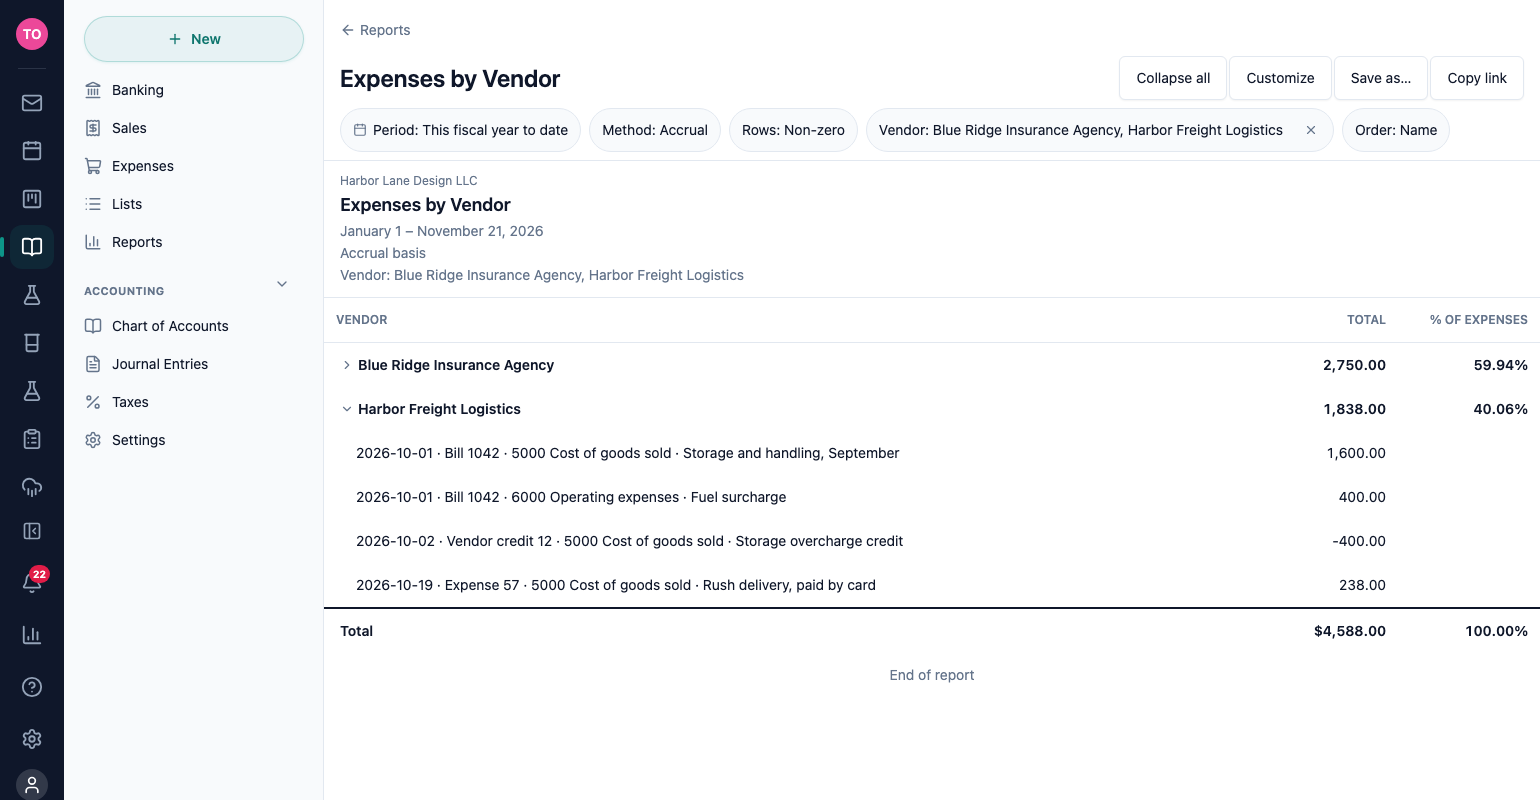 TO
22
New
Banking
Sales
Expenses
Lists
Reports
ACCOUNTING
Chart of Accounts
Journal Entries
Taxes
Settings
Reports
Expenses by Vendor
Collapse all
Customize
Save as...
Copy link
Period: This fiscal year to date
Method: Accrual
Rows: Non-zero
Vendor: Blue Ridge Insurance Agency, Harbor Freight Logistics
Order: Name
Harbor Lane Design LLC
Expenses by Vendor
January 1 – November 21, 2026
Accrual basis
Vendor: Blue Ridge Insurance Agency, Harbor Freight Logistics
VENDOR TOTAL % OF EXPENSES
Blue Ridge Insurance Agency 2,750.00 59.94%
Harbor Freight Logistics 1,838.00 40.06%
2026-10-01 · Bill 1042 · 5000 Cost of goods sold · Storage and handling, September 1,600.00
2026-10-01 · Bill 1042 · 6000 Operating expenses · Fuel surcharge 400.00
2026-10-02 · Vendor credit 12 · 5000 Cost of goods sold · Storage overcharge credit -400.00
2026-10-19 · Expense 57 · 5000 Cost of goods sold · Rush delivery, paid by card 238.00
Total $4,588.00 100.00%
End of report